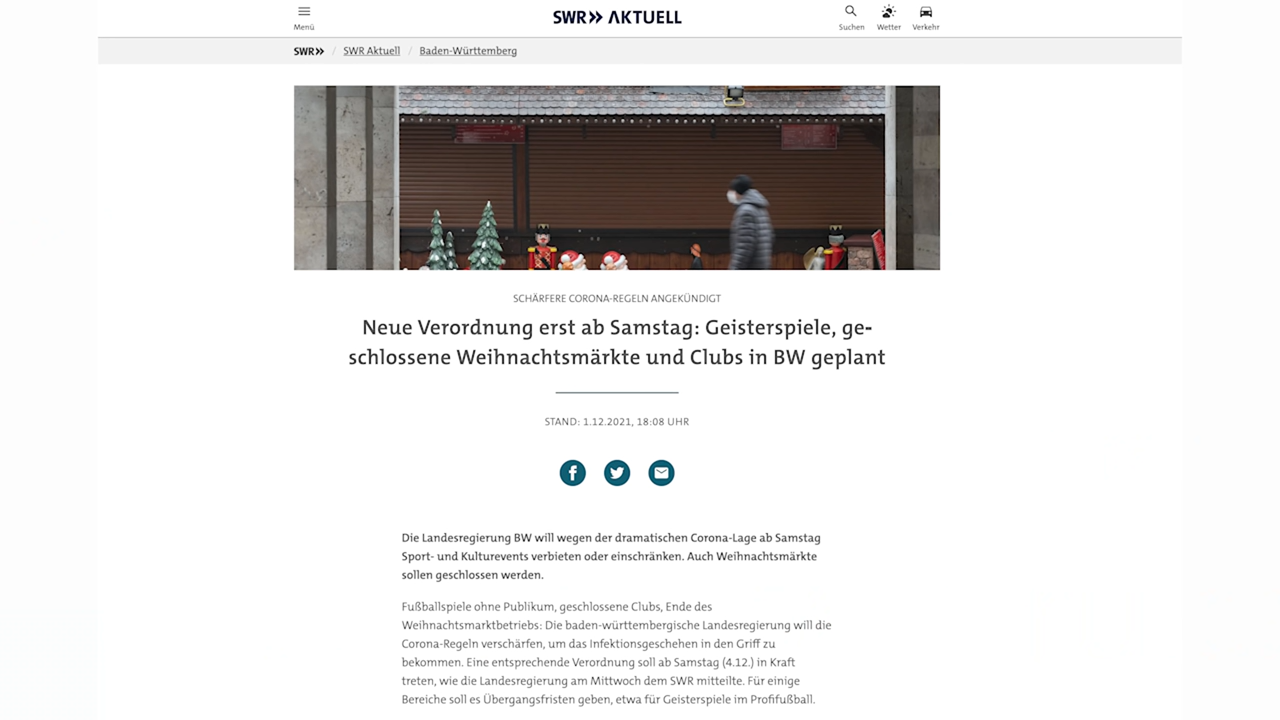 SWR» AKTUELL
Menü
Suchen
Wetter
Verkehr
SWR» / SWR Aktuell / Baden-Württemberg
SCHÄRFERE CORONA-REGELN ANGEKÜNDIGT
Neue Verordnung erst ab Samstag: Geisterspiele, ge-
schlossene Weihnachtsmärkte und Clubs in BW geplant
STAND: 1.12.2021, 18:08 UHR
Die Landesregierung BW will wegen der dramatischen Corona-Lage ab Samstag
Sport- und Kulturevents verbieten oder einschränken. Auch Weihnachtsmärkte
sollen geschlossen werden.
Fußballspiele ohne Publikum, geschlossene Clubs, Ende des
Weihnachtsmarktbetriebs: Die baden-württembergische Landesregierung will die
Corona-Regeln verschärfen, um das Infektionsgeschehen in den Griff zu
bekommen. Eine entsprechende Verordnung soll ab Samstag (4.12.) in Kraft
treten, wie die Landesregierung am Mittwoch dem SWR mitteilte. Für einige
Bereiche soll es Übergangsfristen geben, etwa für Geisterspiele im Profifußball.